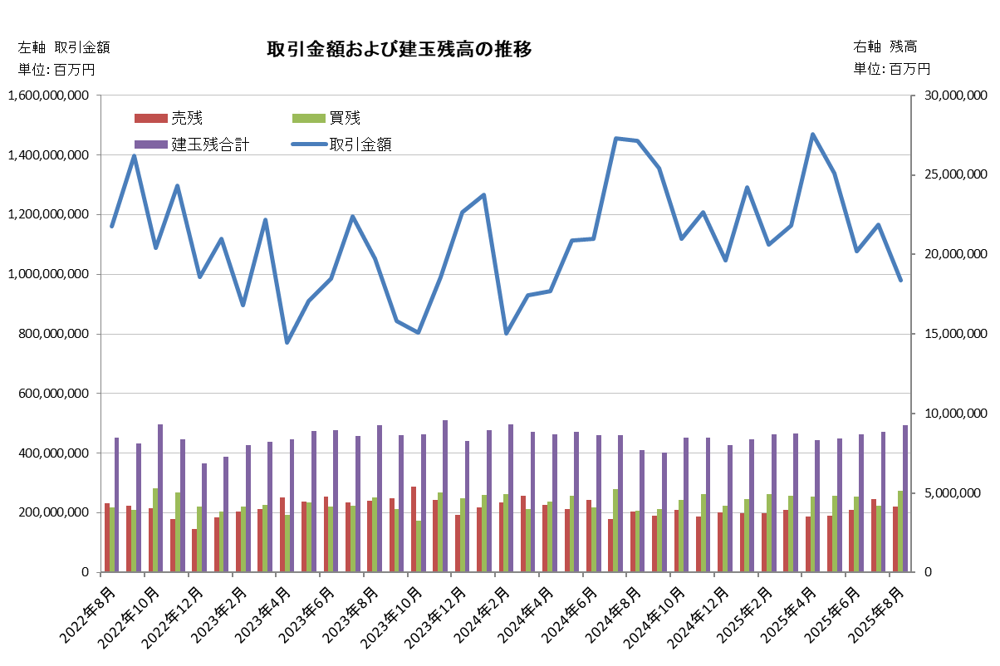 取引金額および建玉残高の推移
左軸 取引金額
単位：百万円
右軸 残高
単位：百万円
売残
買残
建玉残合計
取引金額
1,600,000,000
1,400,000,000
1,200,000,000
1,000,000,000
800,000,000
600,000,000
400,000,000
200,000,000
0
30,000,000
25,000,000
20,000,000
15,000,000
10,000,000
5,000,000
0
2022年8月
2022年10月
2022年12月
2023年2月
2023年4月
2023年6月
2023年8月
2023年10月
2023年12月
2024年2月
2024年4月
2024年6月
2024年8月
2024年10月
2024年12月
2025年2月
2025年4月
2025年6月
2025年8月